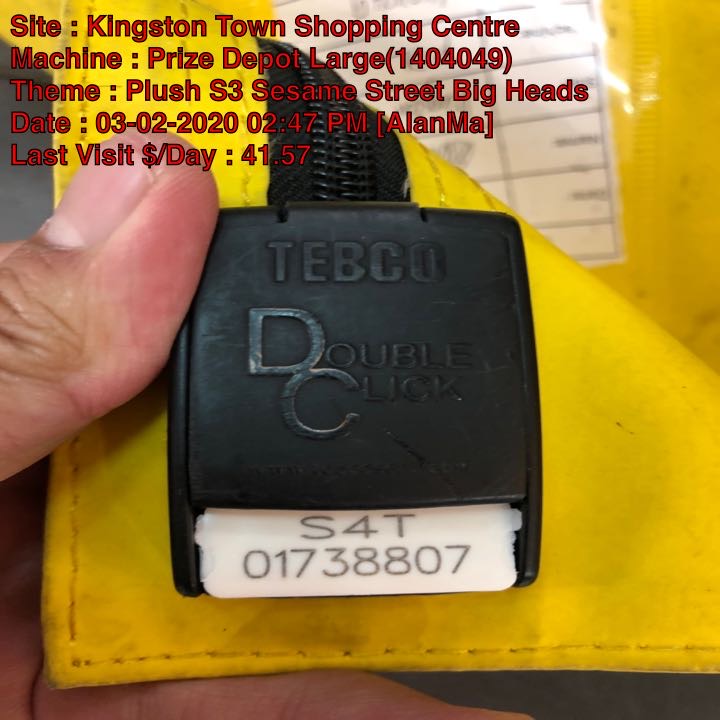 Site : Kingston Town Shopping Centre
Machine : Prize Depot Large(1404049)
Theme : Plush S3 Sesame Street Big Heads
Date : 03-02-2020 02:47 PM [AlanMa]
Last Visit $/Day : 41.57
TEBCO
DOUBLE
CLICK
S4T
01738807